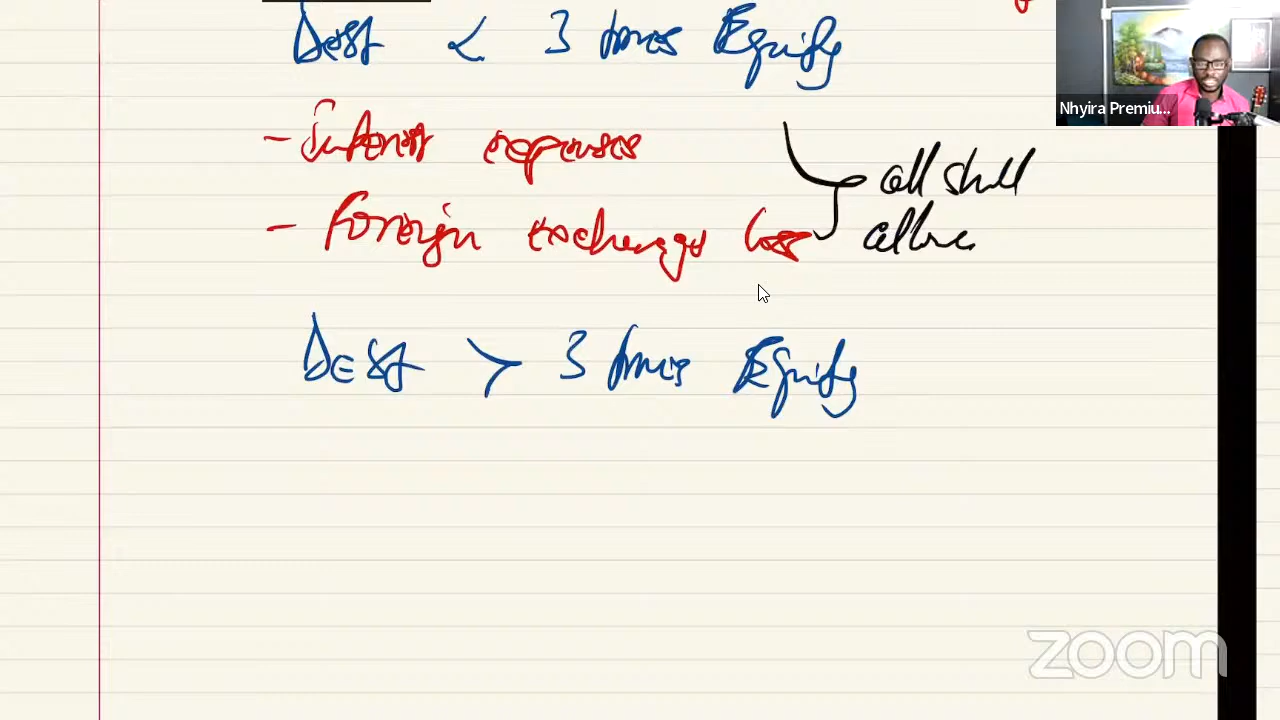 Debt < 3 times Equity
Nhyira Premiu...
- Interest expenses
- Foreign exchange loss
all shall
allow
Debt > 3 times Equity
zoom